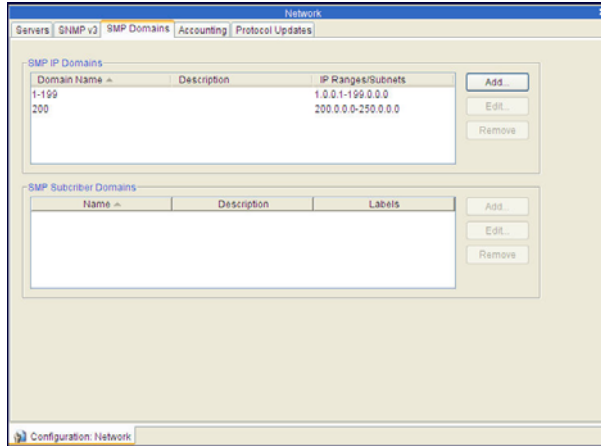 Network
Servers SNMP v3 SMP Domains Accounting Protocol Updates
SMP IP Domains
Domain Name Description IP Ranges/Subnets
1-199 1.0.0.1-199.0.0.0
200 200.0.0.0-250.0.0.0
Add...
Edit...
Remove
SMP Subcriber Domains
Name Description Labels
Add...
Edit...
Remove
Configuration: Network